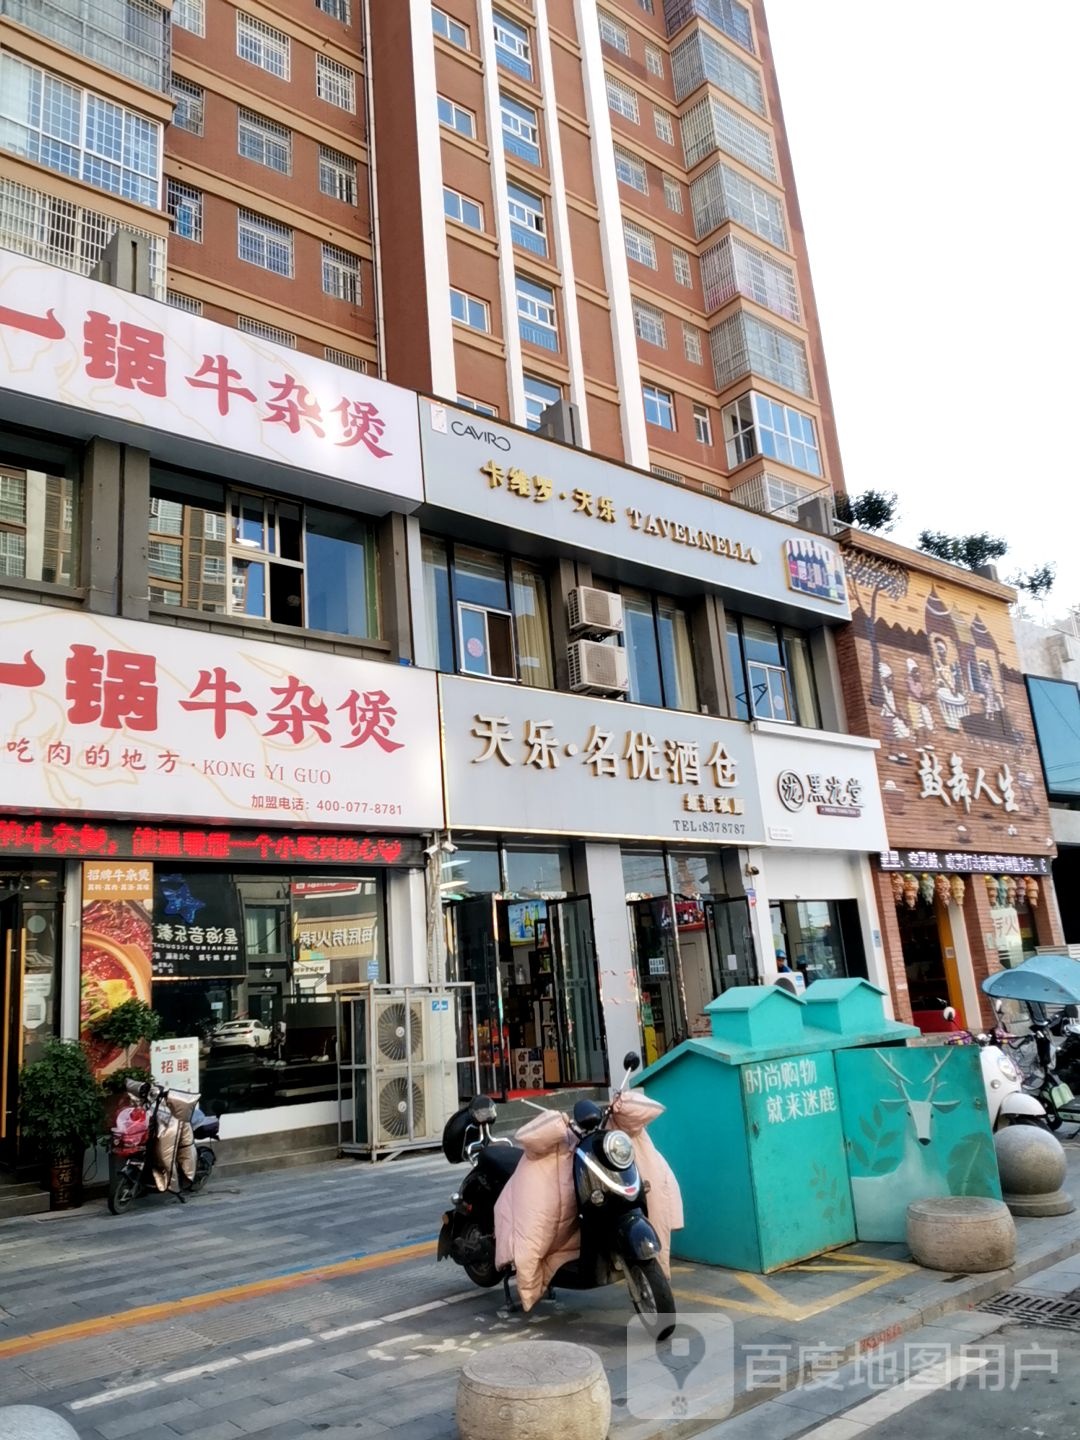 一锅牛杂煲
CAVIRO
卡维罗·天乐 TAVERNELLO
一锅牛杂煲
吃肉的地方·KONG YI GUO
加盟电话：400-077-8781
天乐·名优酒仓
TEL:8378787
黑泷堂
鼓舞人生
招牌牛杂煲
招聘
时尚购物
就来迷鹿
百度地图用户